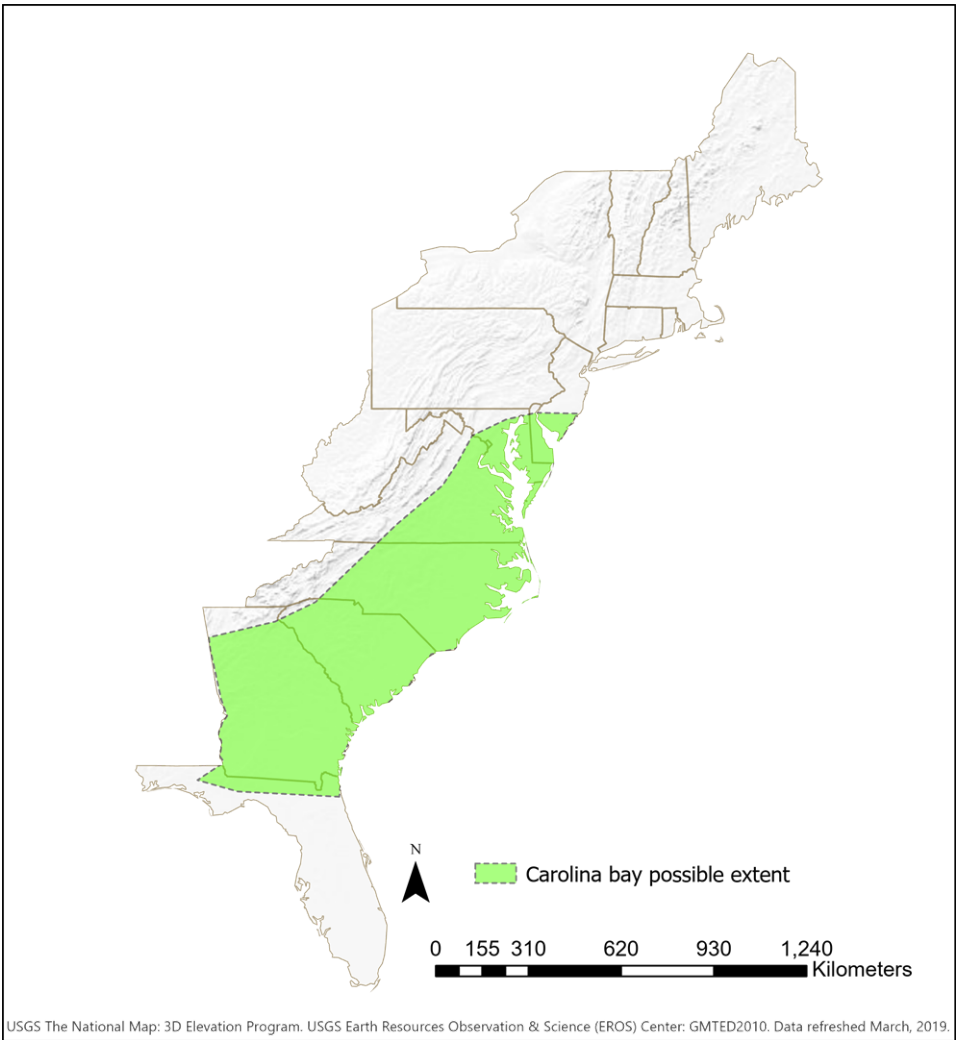 N
Carolina bay possible extent
0 155 310 620 930 1,240
Kilometers
USGS The National Map: 3D Elevation Program. USGS Earth Resources Observation & Science (EROS) Center: GMTED2010. Data refreshed March, 2019.